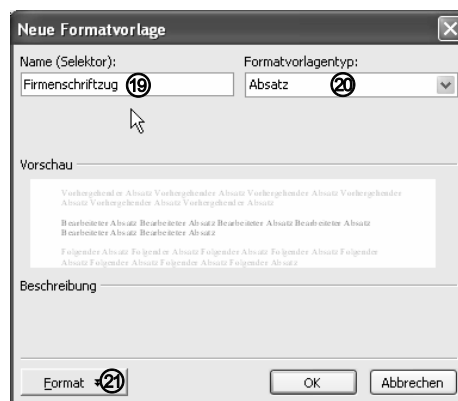 Neue Formatvorlage
Name (Selektor): Formatvorlagentyp:
Firmenschriftzug 19 Absatz 20
Vorschau
Vorhergehender Absatz Vorhergehender Absatz Vorhergehender Absatz Vorhergehender
Absatz Vorhergehender Absatz Vorhergehender Absatz
Bearbeiteter Absatz Bearbeiteter Absatz Bearbeiteter Absatz Bearbeiteter Absatz
Bearbeiteter Absatz Bearbeiteter Absatz
Folgender Absatz Folgender Absatz Folgender Absatz Folgender Absatz Folgender
Absatz Folgender Absatz Folgender Absatz Folgender Absatz
Beschreibung
Format 21 OK Abbrechen